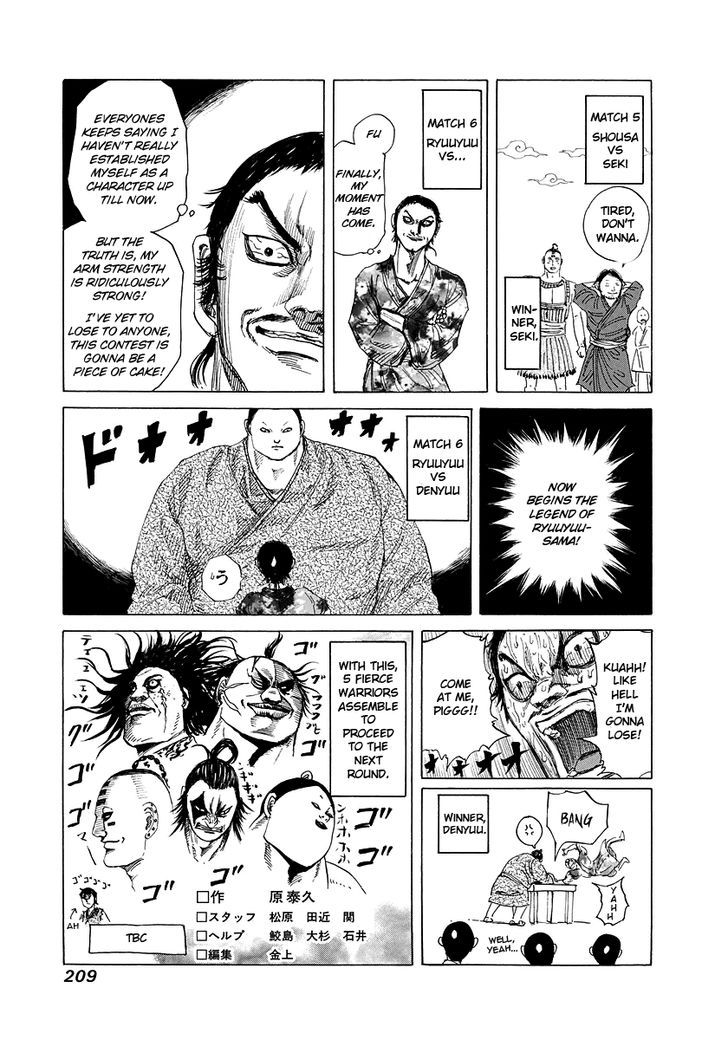 MATCH 5
SHOUSA
VS
SEKI
TIRED,
DON'T
WANNA.
WIN-
NER,
SEKI.
MATCH 6
RYUUYUU
VS...
FU
FINALLY,
MY
MOMENT
HAS
COME.
EVERYONES
KEEPS SAYING I
HAVEN'T REALLY
ESTABLISHED
MYSELF AS A
CHARACTER UP
TILL NOW.
BUT THE
TRUTH IS, MY
ARM STRENGTH
IS RIDICULOUSLY
STRONG!
I'VE YET TO
LOSE TO ANYONE,
THIS CONTEST IS
GONNA BE A
PIECE OF CAKE!
NOW
BEGINS THE
LEGEND OF
RYUUYUU-
SAMA!
MATCH 6
RYUUYUU
VS
DENYUU
ドォォォ
う
KUAHH!
LIKE
HELL I'M
GONNA
LOSE!
COME
AT ME,
PIGGG!!
WINNER,
DENYUU.
BANG
YAHH
WELL,
YEAH...
WITH THIS,
5 FIERCE
WARRIORS
ASSEMBLE
TO
PROCEED
TO THE
NEXT
ROUND.
ゴ
ゴ
ゴ
ゴ
ゴ
ゴ
ゴゴゴゴ
AH
TBC
□作 原 泰久
□スタッフ 松原 田近 関
□ヘルプ 鮫島 大杉 石井
□編集 金上
209